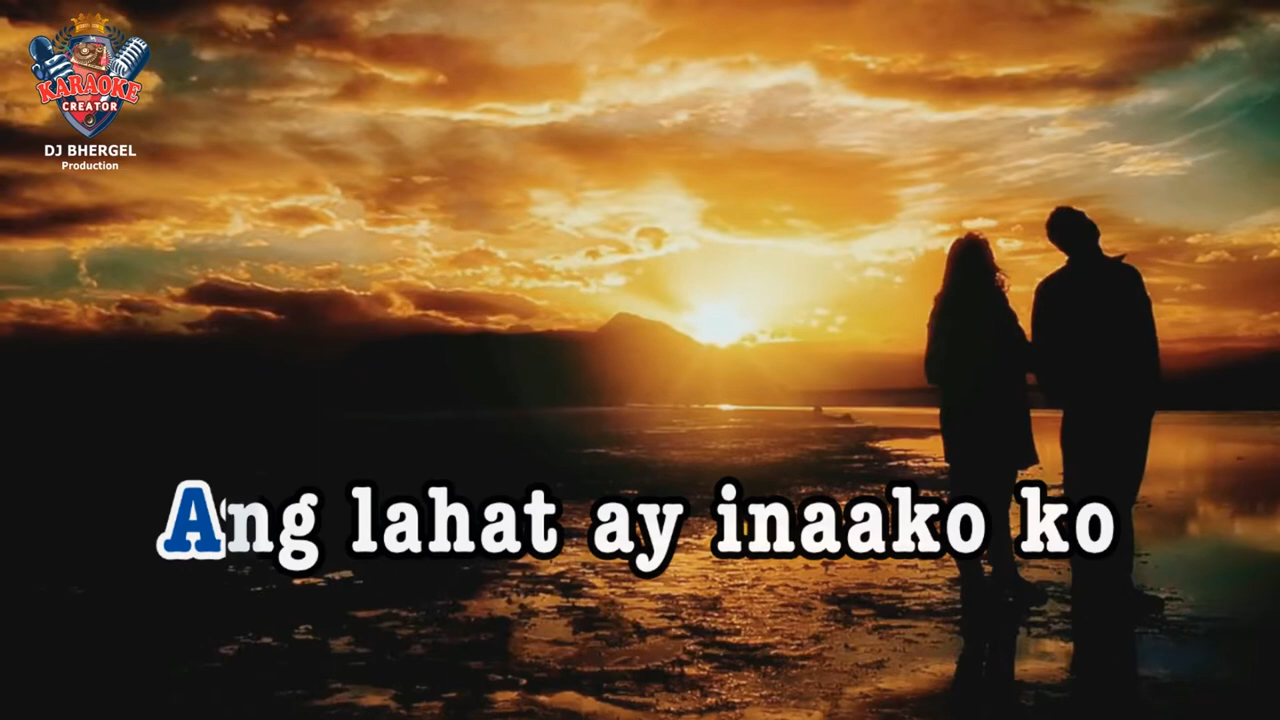 KARAOKE
CREATOR
DJ BHERGEL
Production
Ang lahat ay inaako ko